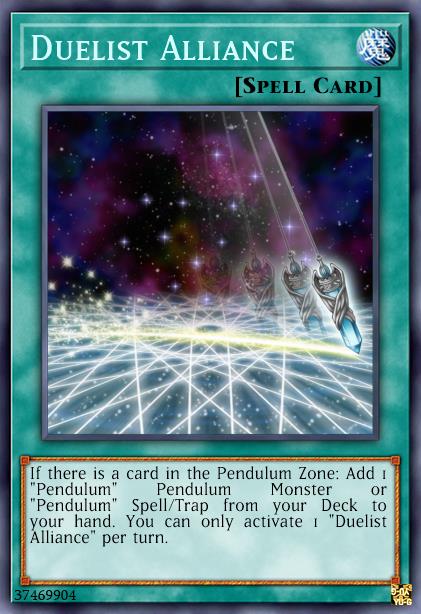 Duelist Alliance
魔
[Spell Card]
If there is a card in the Pendulum Zone: Add 1
"Pendulum" Pendulum Monster or
"Pendulum" Spell/Trap from your Deck to
your hand. You can only activate 1 "Duelist
Alliance" per turn.
37469904